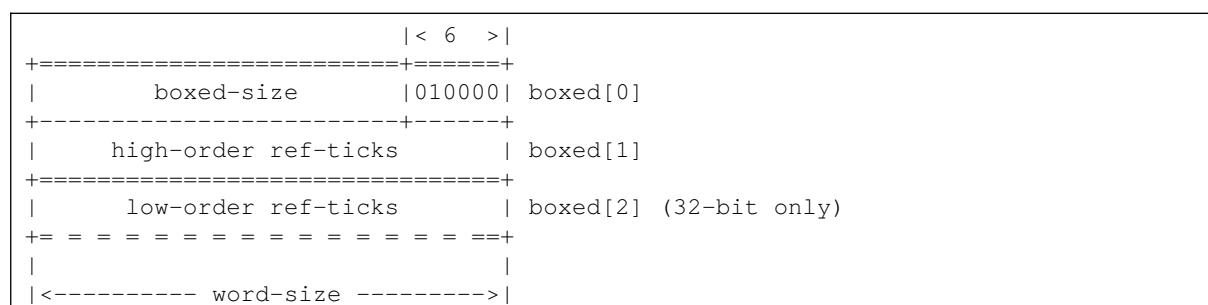 |< 6 >|
+=========================+======+
| boxed-size |010000| boxed[0]
+-------------------------+------+
| high-order ref-ticks | boxed[1]
+================================+
| low-order ref-ticks | boxed[2] (32-bit only)
+= = = = = = = = = = = = = = = ==+
| |
|<---------- word-size --------->|